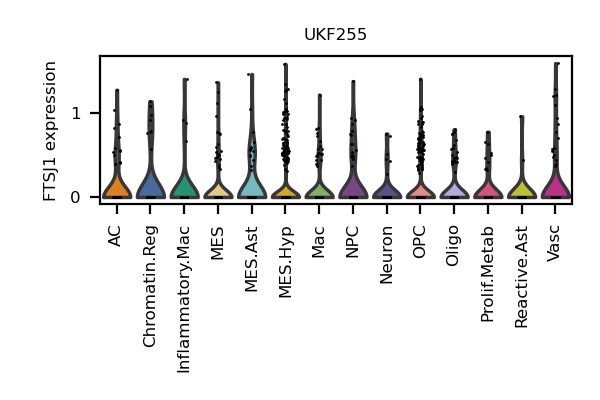 UKF255
FTSJ1 expression
1
0
AC
Chromatin.Reg
Inflammatory.Mac
MES
MES.Ast
MES.Hyp
Mac
NPC
Neuron
OPC
Oligo
Prolif.Metab
Reactive.Ast
Vasc